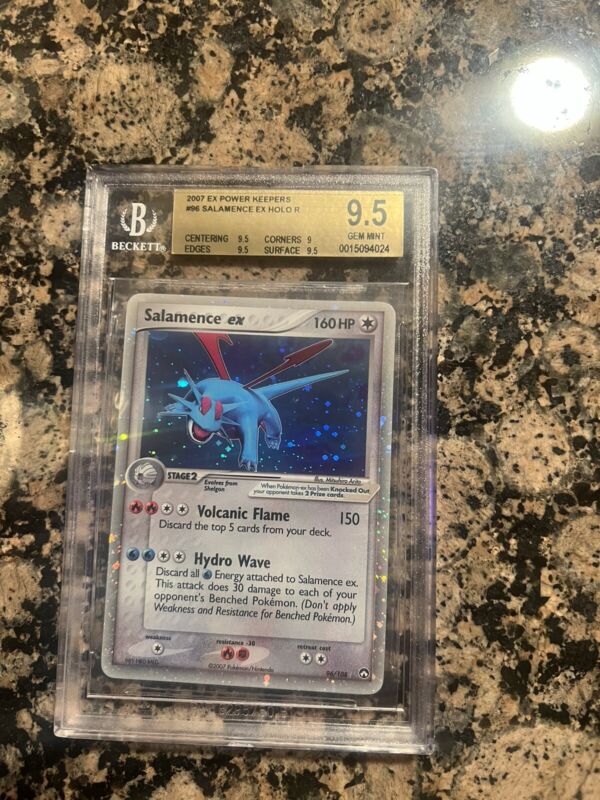 2007 EX POWER KEEPERS
#96 SALAMENCE EX HOLO R
9.5
GEM MINT
CENTERING 9.5 CORNERS 9
EDGES 9.5 SURFACE 9.5
0015094024
B
BECKETT®
Salamence ex 160 HP
STAGE 2
Evolves from
Shelgon
Illus. Mitsuhiro Arita
When Pokémon-ex has been Knocked Out,
your opponent takes 2 Prize cards.
Volcanic Flame 150
Discard the top 5 cards from your deck.
Hydro Wave
Discard all Energy attached to Salamence ex.
This attack does 30 damage to each of your
opponent's Benched Pokémon. (Don't apply
Weakness and Resistance for Benched Pokémon.)
weakness resistance -30 retreat cost
©2007 Pokémon/Nintendo
96/108